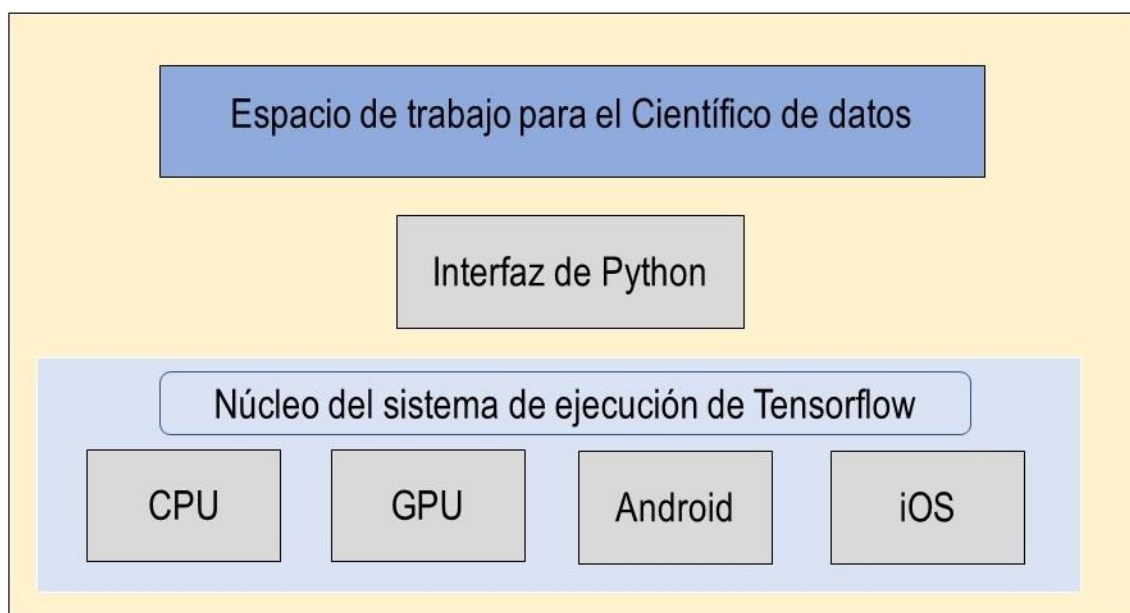 Espacio de trabajo para el Científico de datos
Interfaz de Python
Núcleo del sistema de ejecución de Tensorflow
CPU
GPU
Android
iOS